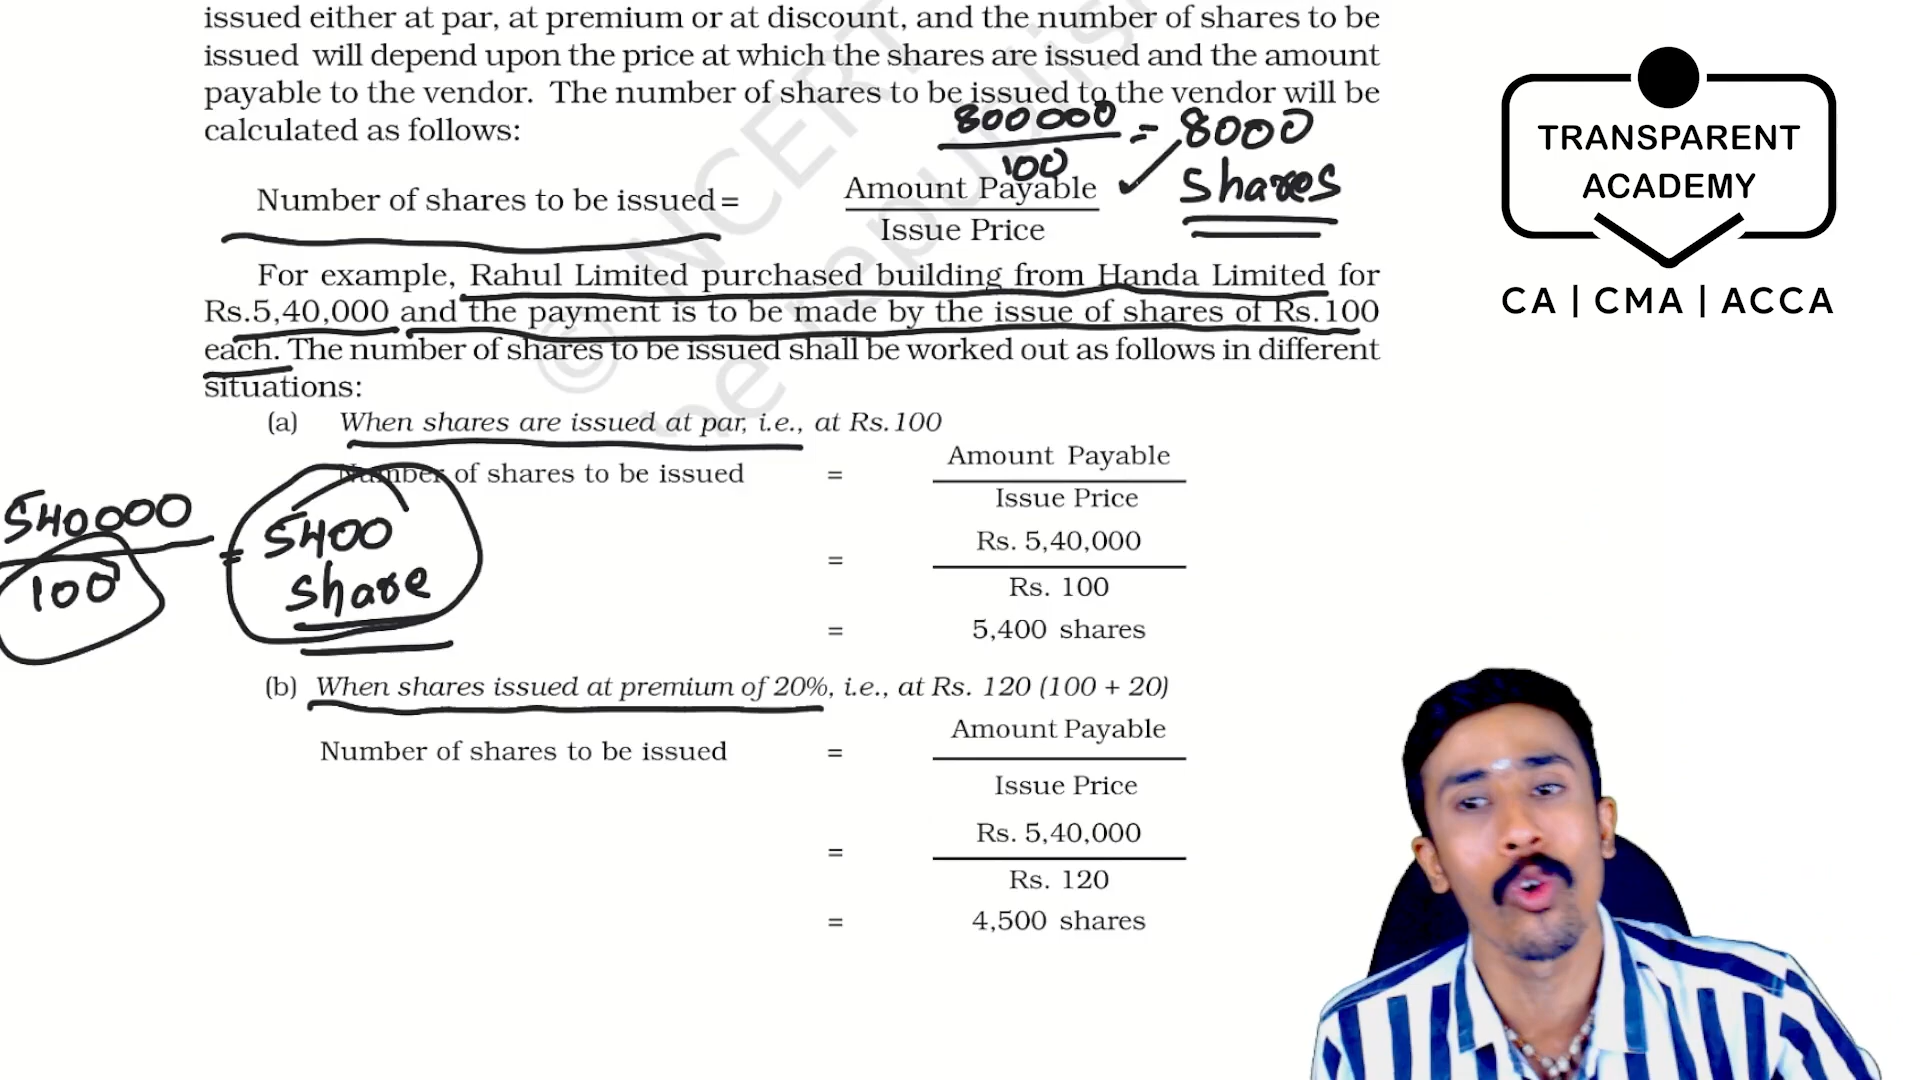 issued either at par, at premium or at discount, and the number of shares to be
issued will depend upon the price at which the shares are issued and the amount
payable to the vendor. The number of shares to be issued to the vendor will be
calculated as follows:
800000
100
= 8000
Shares
Number of shares to be issued =
Amount Payable
Issue Price
For example, Rahul Limited purchased building from Handa Limited for
Rs.5,40,000 and the payment is to be made by the issue of shares of Rs.100
each. The number of shares to be issued shall be worked out as follows in different
situations:
(a) When shares are issued at par, i.e., at Rs.100
Number of shares to be issued =
Amount Payable
Issue Price
=
Rs. 5,40,000
Rs. 100
= 5,400 shares
540000
100
= 5400
Share
(b) When shares issued at premium of 20%, i.e., at Rs. 120 (100 + 20)
Number of shares to be issued =
Amount Payable
Issue Price
=
Rs. 5,40,000
Rs. 120
= 4,500 shares
© NCERT
be republis
TRANSPARENT
ACADEMY
CA | CMA | ACCA